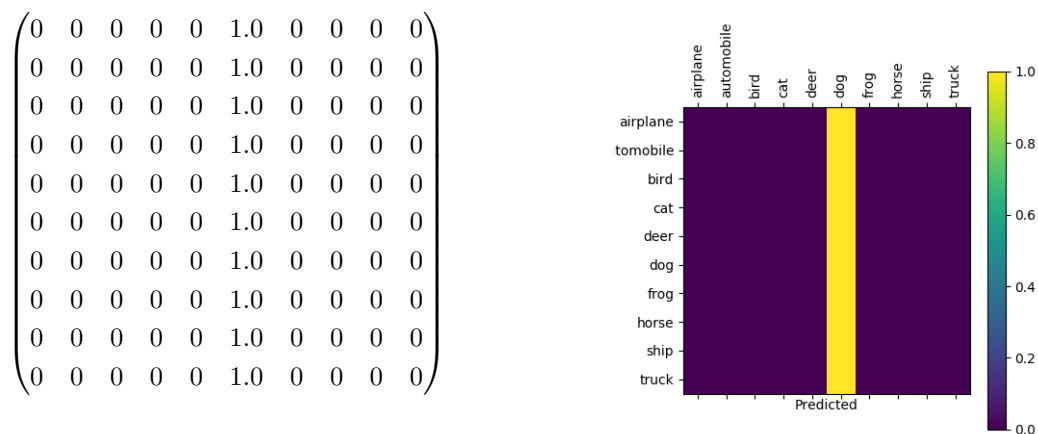 0 0 0 0 0 1.0 0 0 0 0
0 0 0 0 0 1.0 0 0 0 0
0 0 0 0 0 1.0 0 0 0 0
0 0 0 0 0 1.0 0 0 0 0
0 0 0 0 0 1.0 0 0 0 0
0 0 0 0 0 1.0 0 0 0 0
0 0 0 0 0 1.0 0 0 0 0
0 0 0 0 0 1.0 0 0 0 0
0 0 0 0 0 1.0 0 0 0 0
0 0 0 0 0 1.0 0 0 0 0
airplane
automobile
bird
cat
deer
dog
frog
horse
ship
truck
airplane
tomobile
bird
cat
deer
dog
frog
horse
ship
truck
Predicted
1.0
0.8
0.6
0.4
0.2
0.0